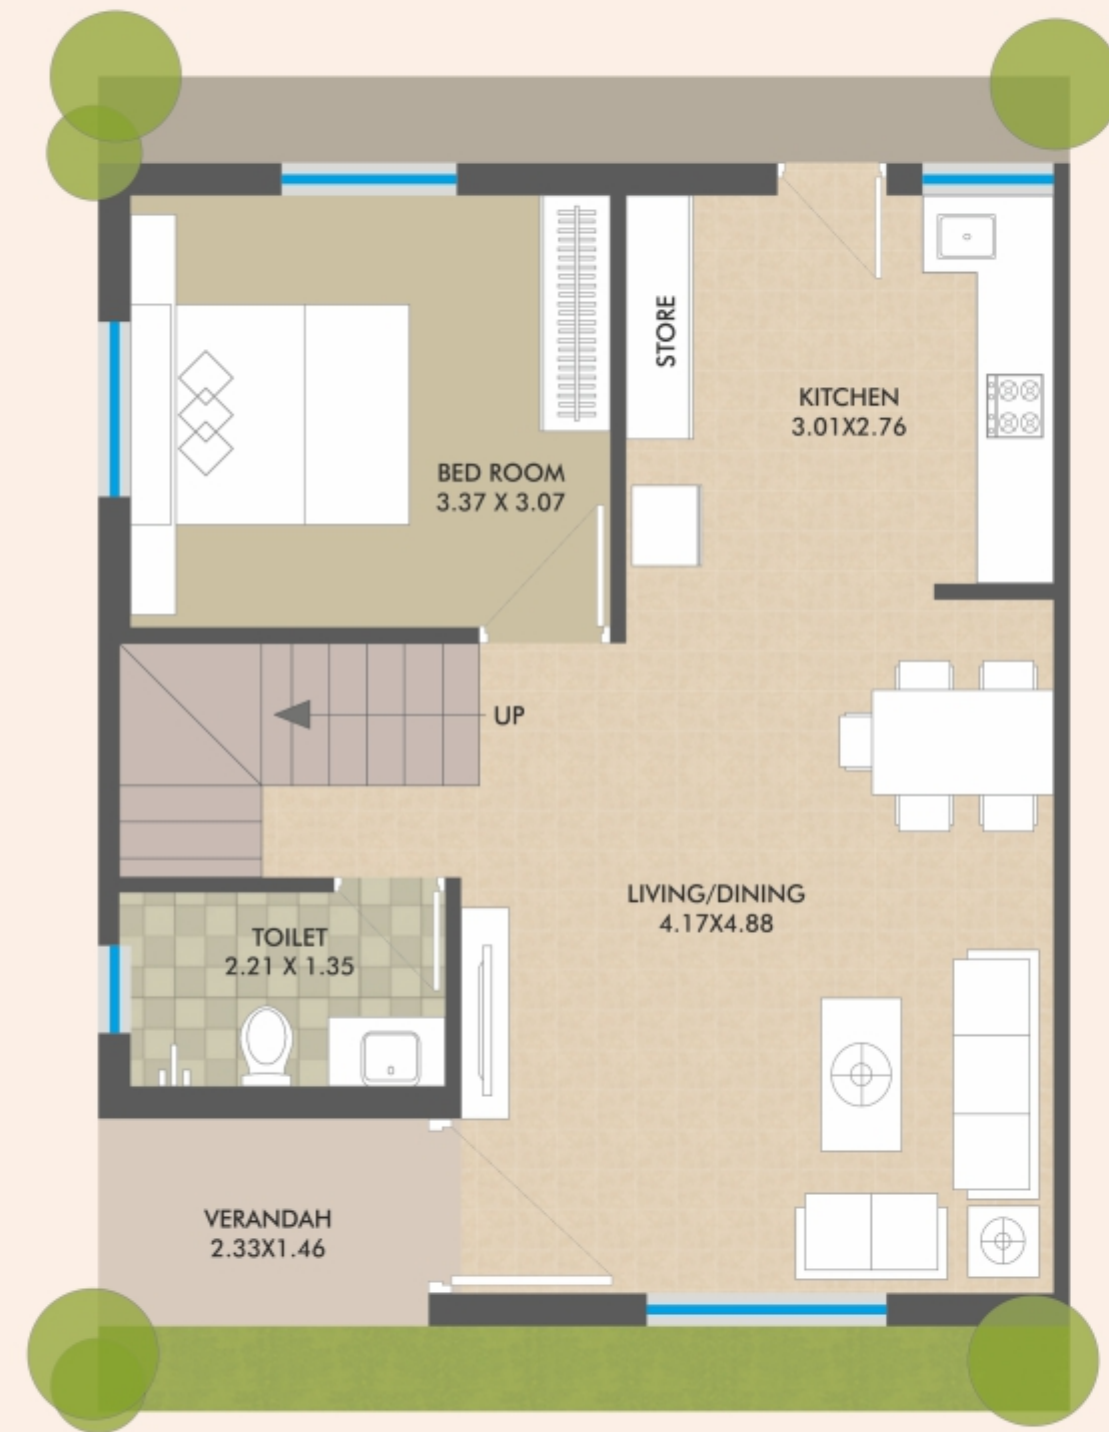 STORE
KITCHEN
3.01X2.76
BED ROOM
3.37 X 3.07
UP
LIVING/DINING
4.17X4.88
TOILET
2.21 X 1.35
VERANDAH
2.33X1.46